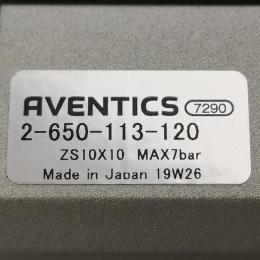 AVENTICS 7290
2-650-113-120
ZS10X10 MAX7bar
Made in Japan 19W26